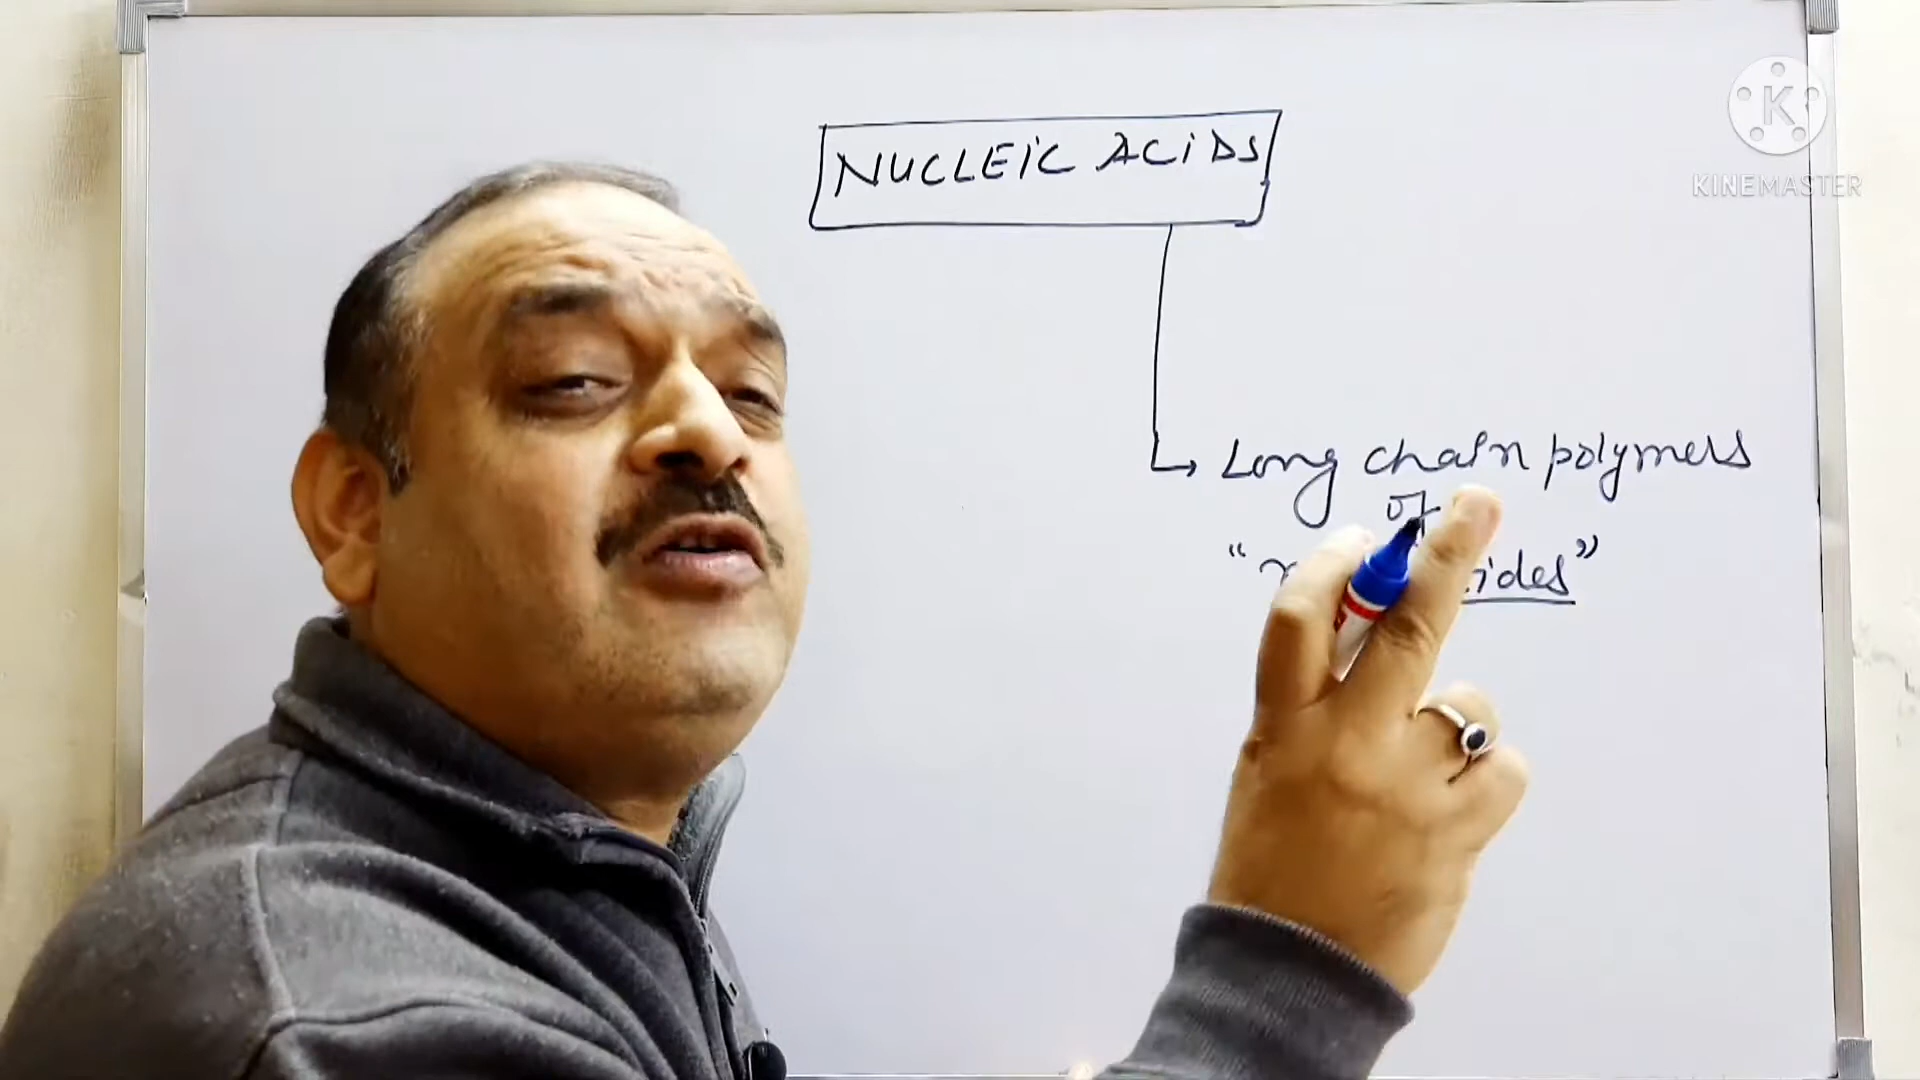 NUCLEIC ACIDS
Long chain polymers
of
K
KINEMASTER